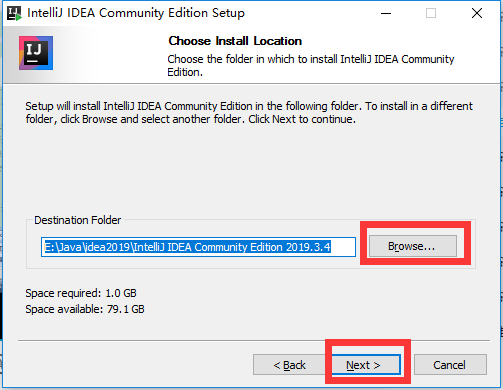 IntelliJ IDEA Community Edition Setup
IJ
Choose Install Location
Choose the folder in which to install IntelliJ IDEA Community
Edition.
Setup will install IntelliJ IDEA Community Edition in the following folder. To install in a different
folder, click Browse and select another folder. Click Next to continue.
Destination Folder
E:\Java\idea2019\IntelliJ IDEA Community Edition 2019.3.4
Browse...
Space required: 1.0 GB
Space available: 79.1 GB
< Back
Next >
Cancel